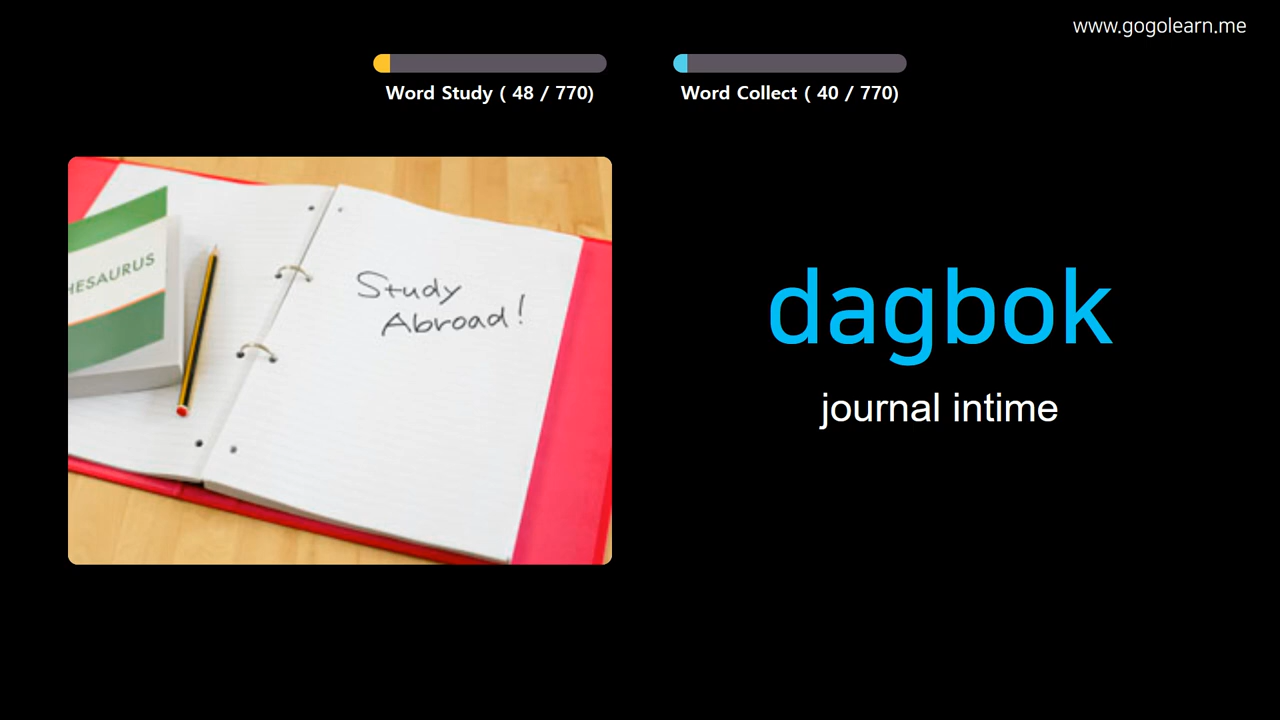 www.gogolearn.me
Word Study ( 48 / 770)
Word Collect ( 40 / 770)
HESAURUS
Study
Abroad!
dagbok
journal intime